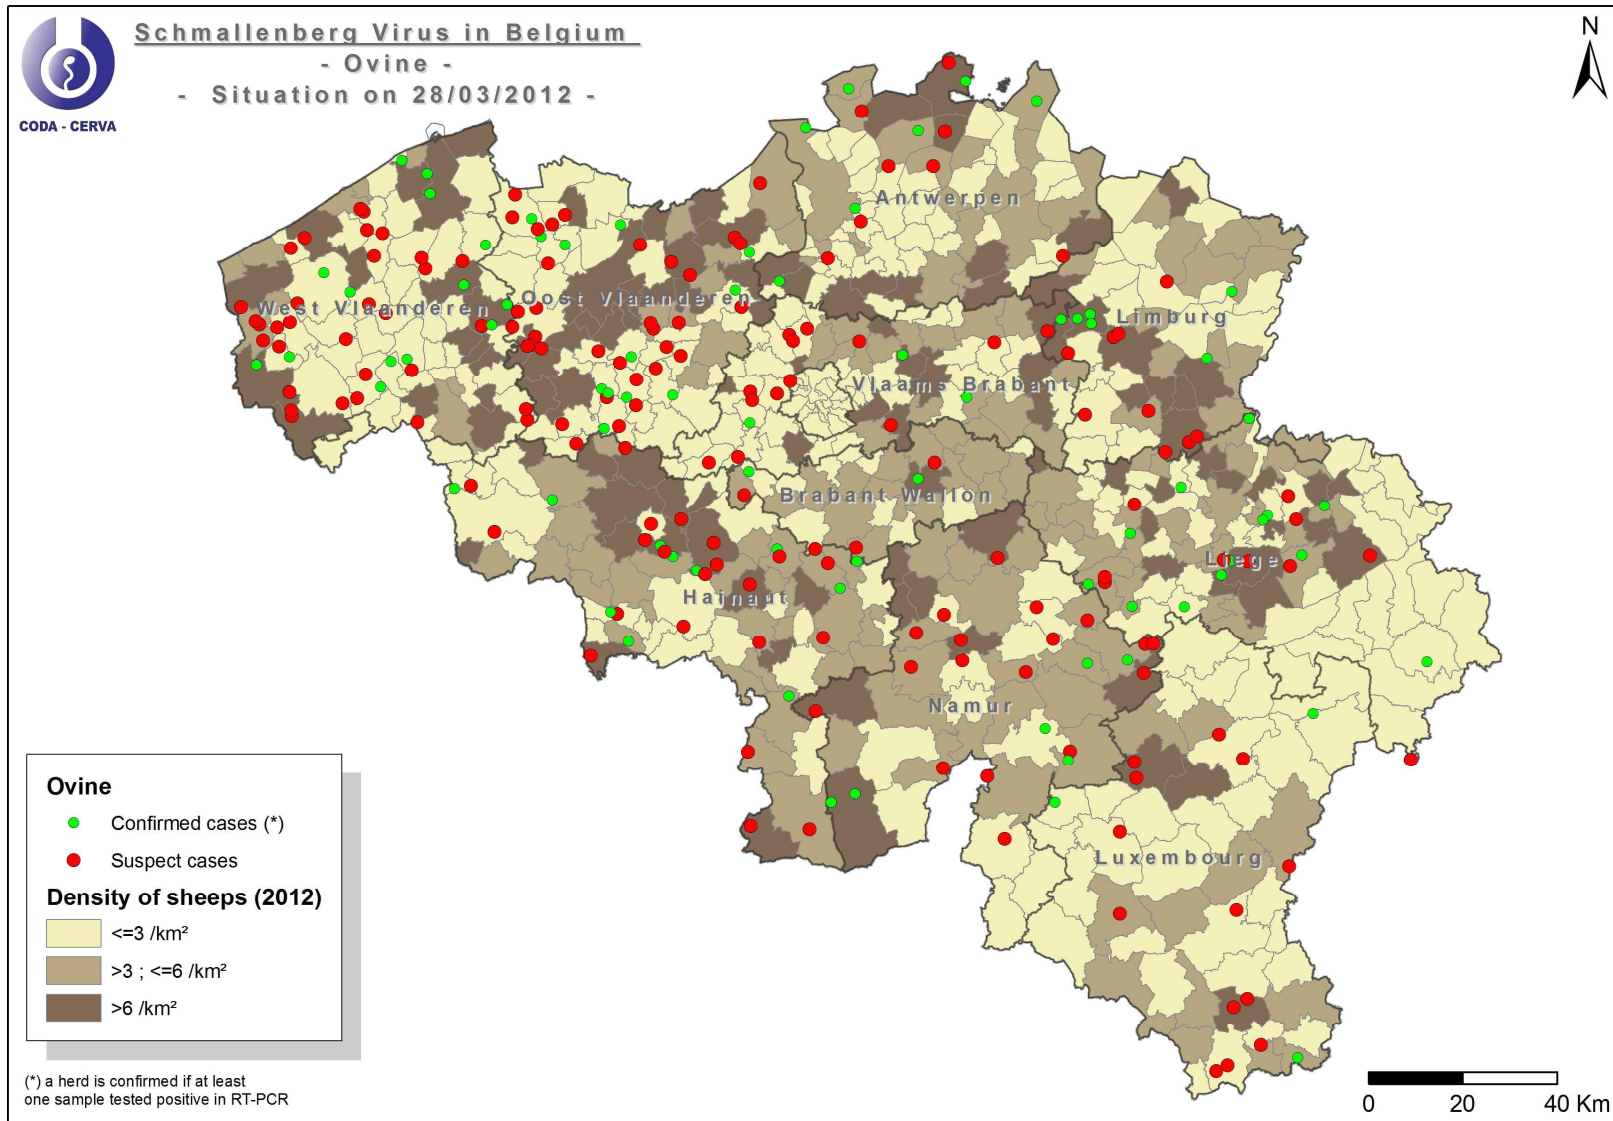 Schmallenberg Virus in Belgium
- Ovine -
- Situation on 28/03/2012 -
CODA - CERVA
N
Antwerpen
West Vlaanderen
Oost Vlaanderen
Limburg
Vlaams Brabant
Brabant Wallon
Liege
Hainaut
Namur
Luxembourg
Ovine
Confirmed cases (*)
Suspect cases
Density of sheeps (2012)
<=3 /km²
>3 ; <=6 /km²
>6 /km²
(*) a herd is confirmed if at least
one sample tested positive in RT-PCR
0 20 40 Km